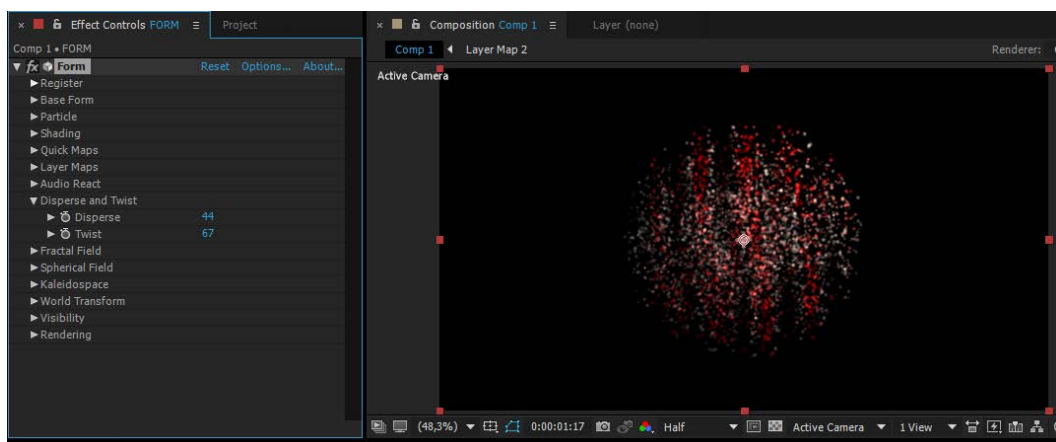 Effect Controls FORM
Project
Comp 1 • FORM
fx Form Reset Options... About...
Register
Base Form
Particle
Shading
Quick Maps
Layer Maps
Audio React
Disperse and Twist
Disperse 44
Twist 67
Fractal Field
Spherical Field
Kaleidospace
World Transform
Visibility
Rendering
Composition Comp 1
Layer (none)
Comp 1 Layer Map 2 Renderer:
Active Camera
(48,3%) 0:00:01:17 Half Active Camera 1 View